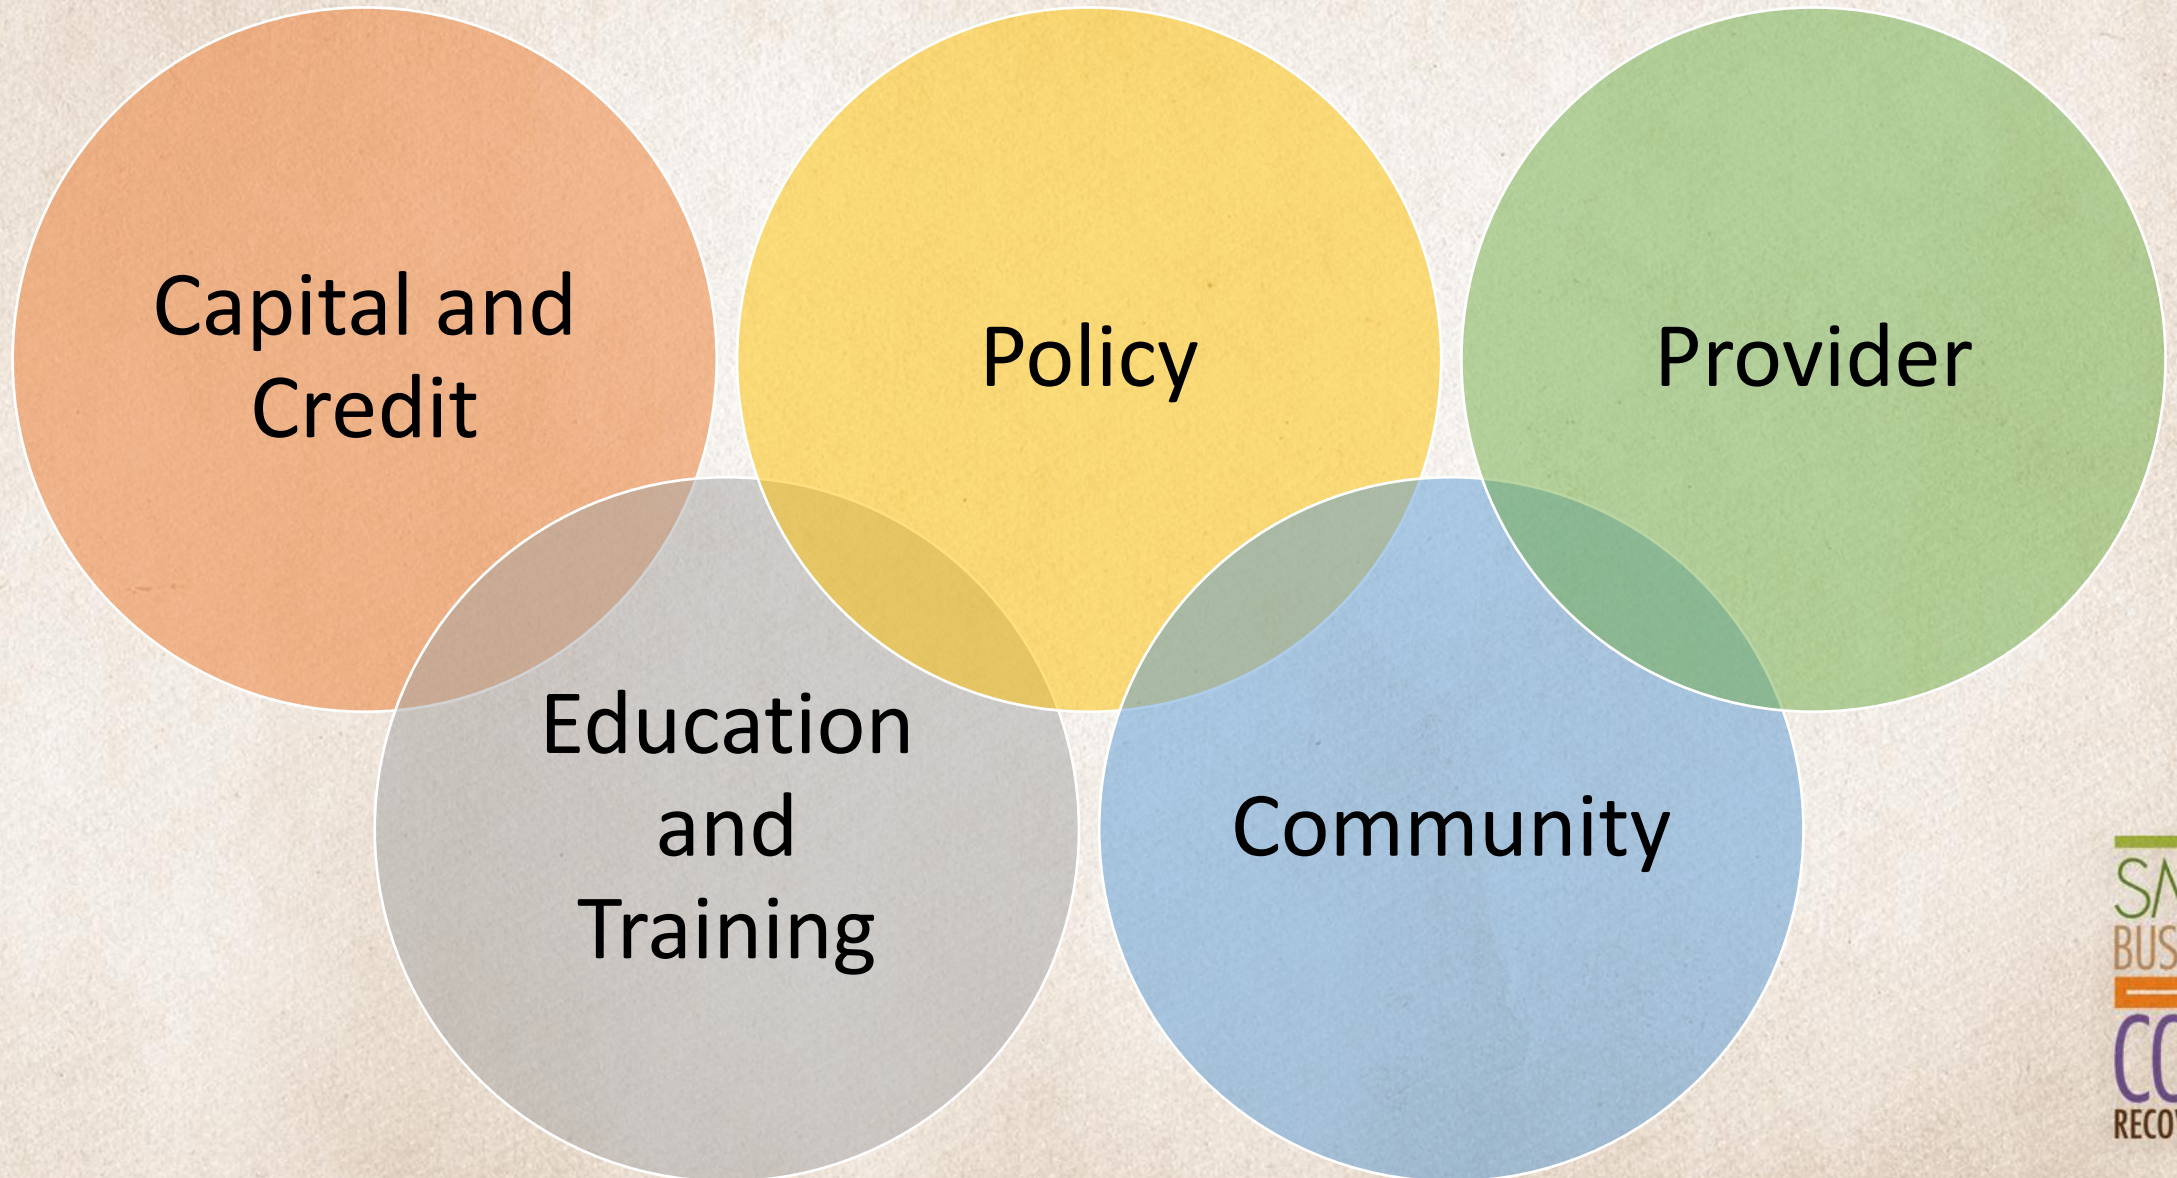 Capital and
Credit
Policy
Provider
Education
and
Training
Community